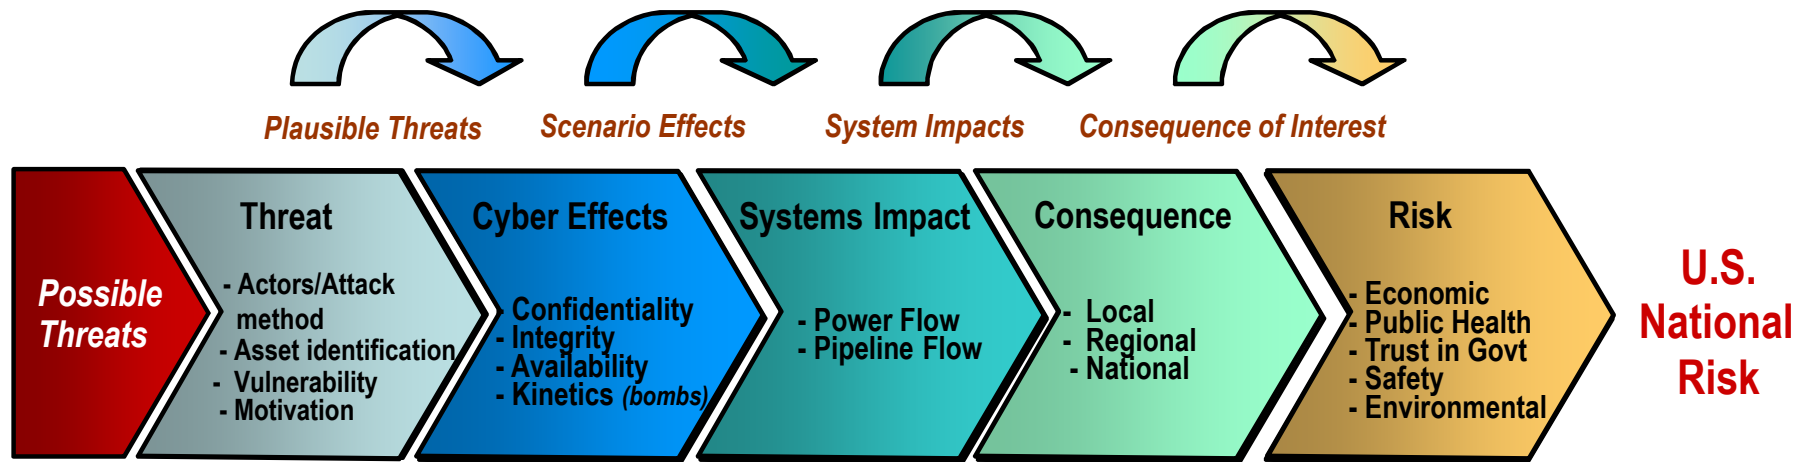 Plausible Threats
Scenario Effects
System Impacts
Consequence of Interest
Possible
Threats
Threat
- Actors/Attack
method
- Asset identification
- Vulnerability
- Motivation
Cyber Effects
- Confidentiality
- Integrity
- Availability
- Kinetics (bombs)
Systems Impact
- Power Flow
- Pipeline Flow
Consequence
- Local
- Regional
- National
Risk
- Economic
- Public Health
- Trust in Govt
- Safety
- Environmental
U.S.
National
Risk